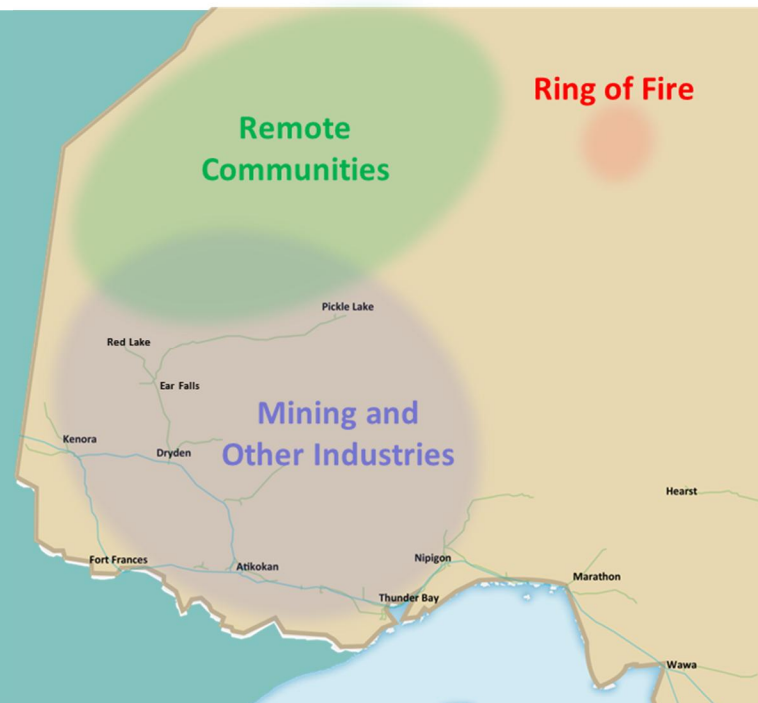 Ring of Fire
Remote
Communities
Pickle Lake
Red Lake
Ear Falls
Mining and
Other Industries
Kenora
Dryden
Hearst
Fort Frances
Atikokan
Nipigon
Marathon
Thunder Bay
Wawa